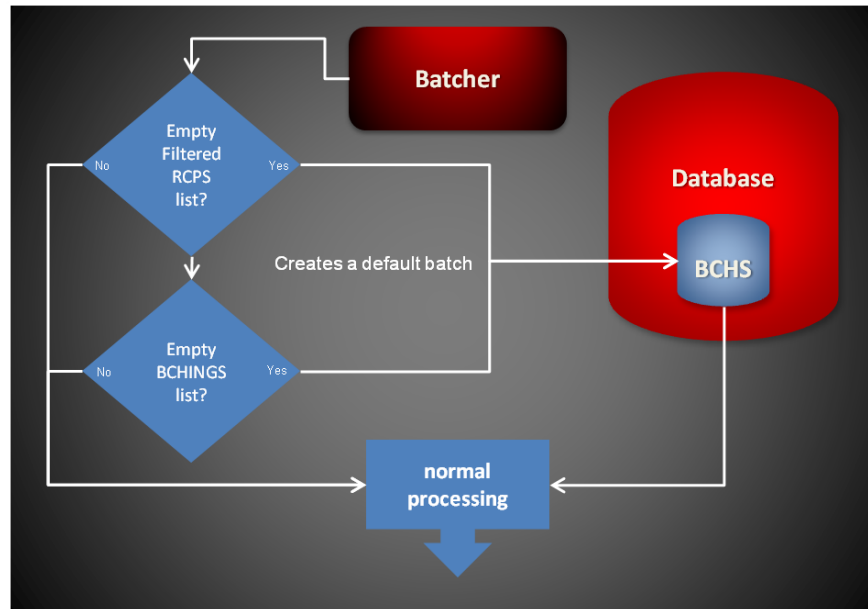 Batcher
Empty
Filtered
RCPS
list?
No
Yes
Database
BCHS
Creates a default batch
Empty
BCHINGS
list?
No
Yes
normal
processing